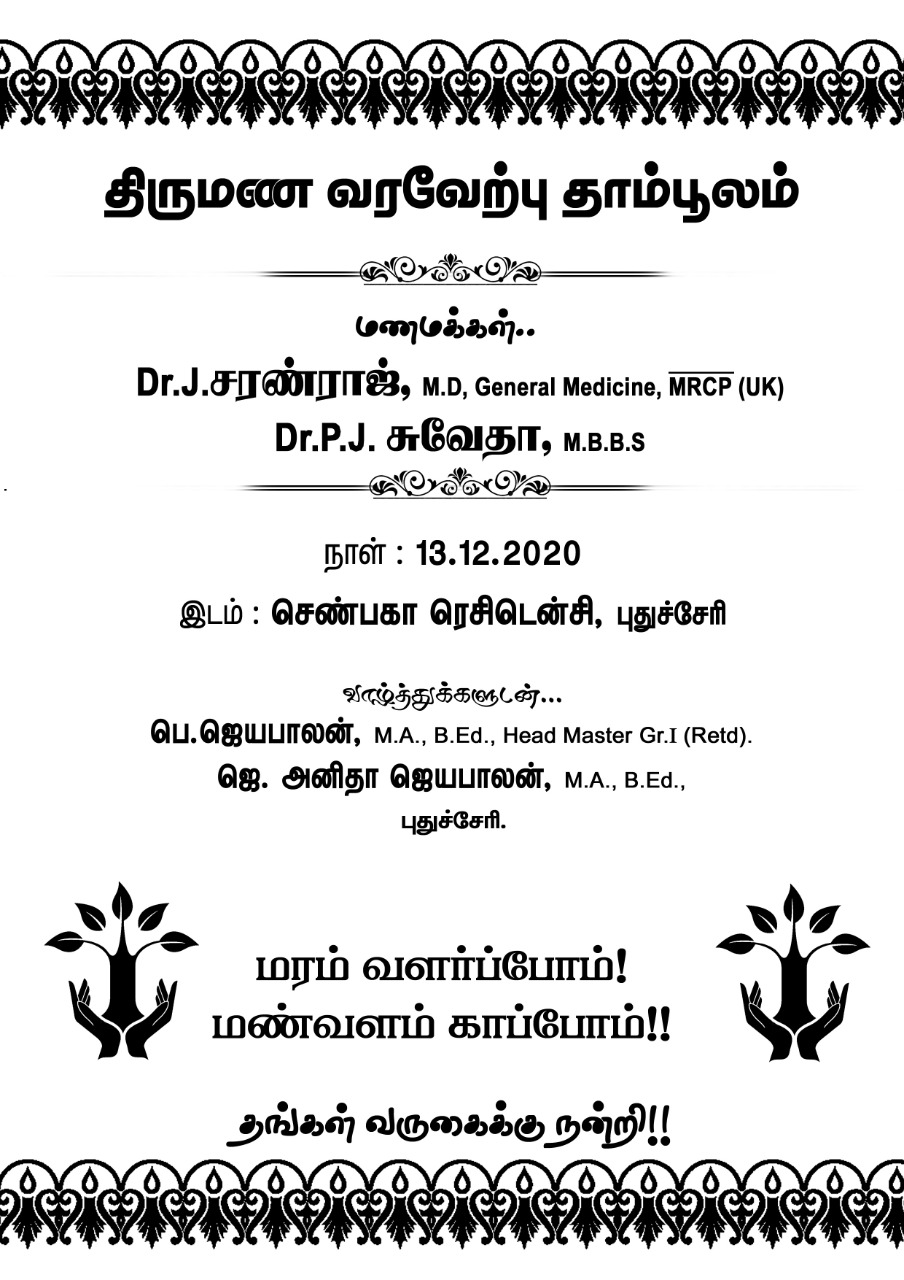 திருமண வரவேற்பு தாம்பூலம்
மணமக்கள்..
Dr.J.சரண்ராஜ், M.D, General Medicine, MRCP (UK)
Dr.P.J. சுவேதா, M.B.B.S
நாள் : 13.12.2020
இடம் : செண்பகா ரெசிடென்சி, புதுச்சேரி
வாழ்த்துக்களுடன்...
பெ.ஜெயபாலன், M.A., B.Ed., Head Master Gr.I (Retd).
ஜெ. அனிதா ஜெயபாலன், M.A., B.Ed.,
புதுச்சேரி.
மரம் வளர்ப்போம்!
மண்வளம் காப்போம்!!
தங்கள் வருகைக்கு நன்றி!!